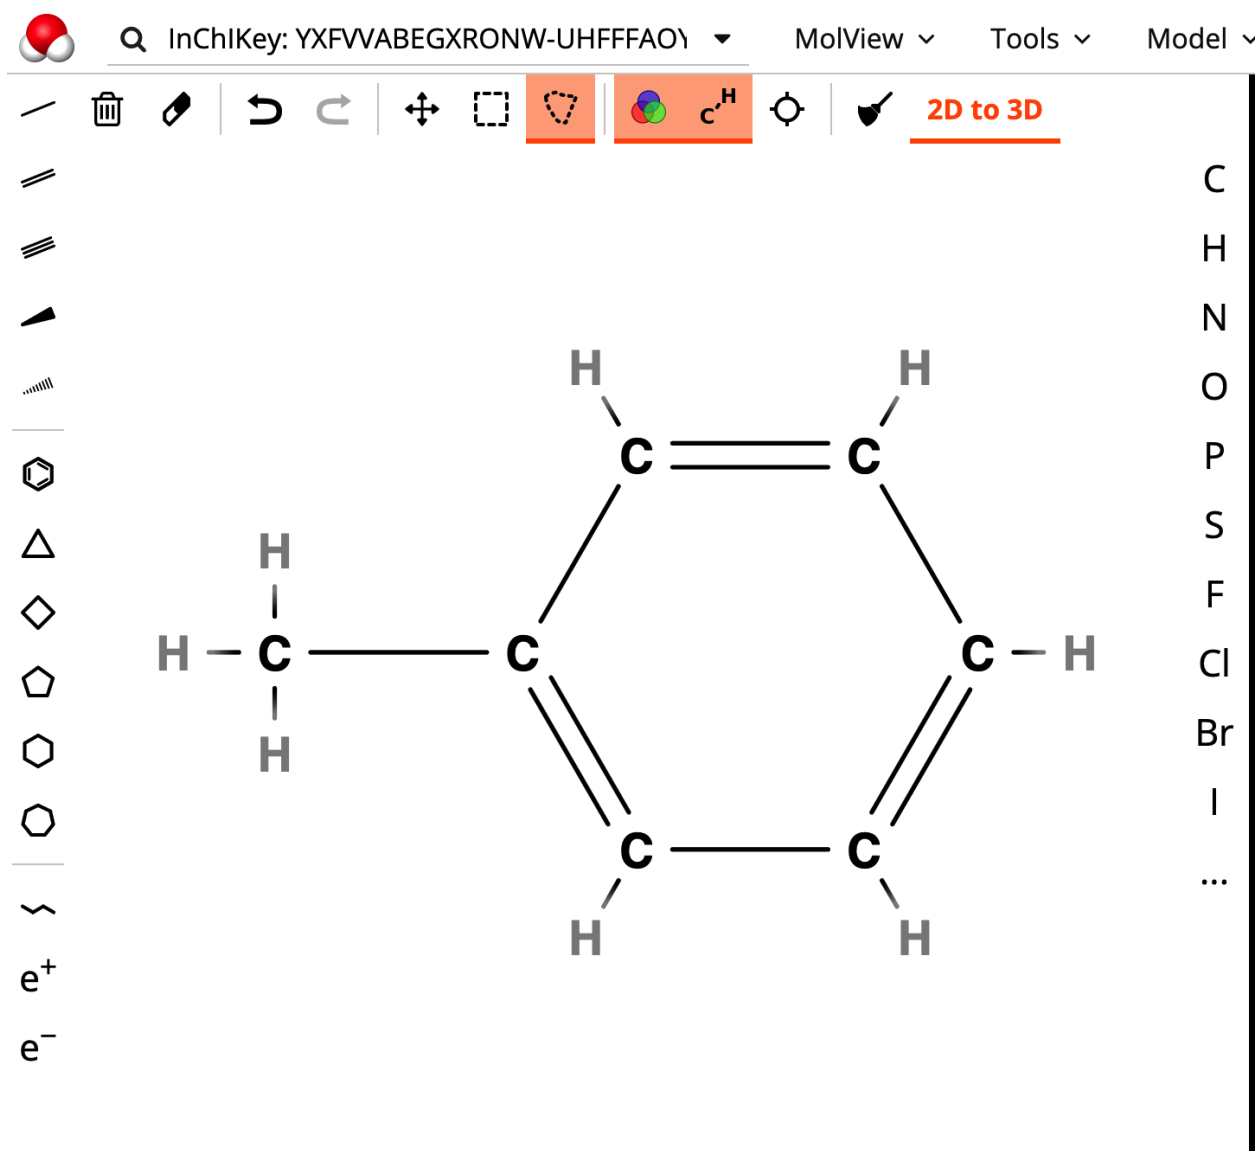 InChIKey: YXFVVABEGXRONW-UHFFFAOY
MolView
Tools
Model
C H
2D to 3D
C
H
N
O
P
S
F
Cl
Br
I
...
e+
e−
H H
C C
H
H C C C H
H
C C
H H